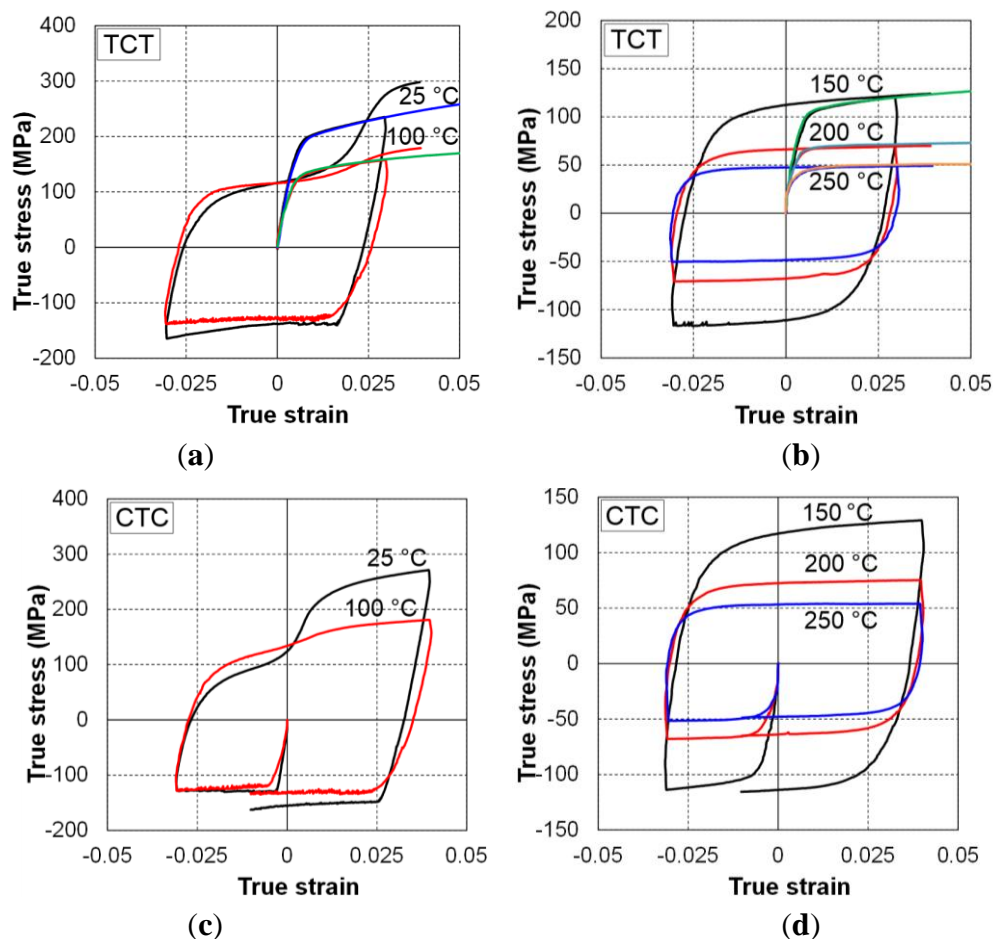 TCT
25 °C
100 °C
400
300
200
100
0
-100
-200
-0.05 -0.025 0 0.025 0.05
True stress (MPa)
True strain
(a)
TCT
150 °C
200 °C
250 °C
200
150
100
50
0
-50
-100
-150
-0.05 -0.025 0 0.025 0.05
True stress (MPa)
True strain
(b)
CTC
25 °C
100 °C
400
300
200
100
0
-100
-200
-0.05 -0.025 0 0.025 0.05
True stress (MPa)
True strain
(c)
CTC
150 °C
200 °C
250 °C
150
100
50
0
-50
-100
-150
-0.05 -0.025 0 0.025 0.05
True stress (MPa)
True strain
(d)